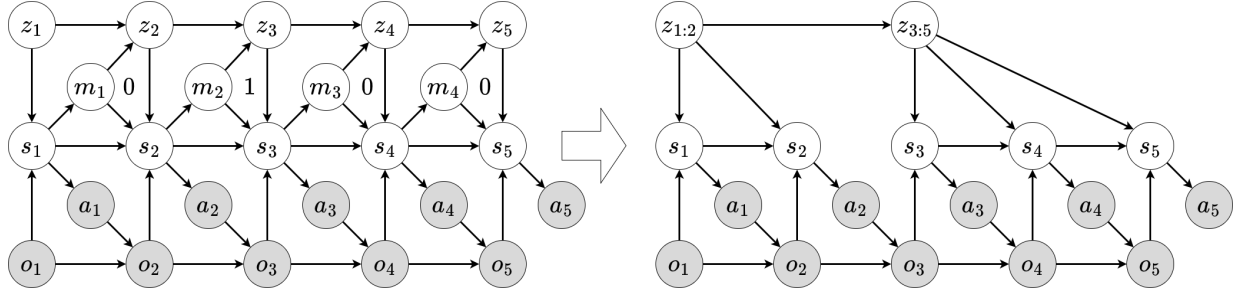 z₁ z₂ z₃ z₄ z₅ z₁:₂ z₃:₅
m₁ 0 m₂ 1 m₃ 0 m₄ 0
s₁ s₂ s₃ s₄ s₅ s₁ s₂ s₃ s₄ s₅
a₁ a₂ a₃ a₄ a₅ a₁ a₂ a₃ a₄ a₅
o₁ o₂ o₃ o₄ o₅ o₁ o₂ o₃ o₄ o₅